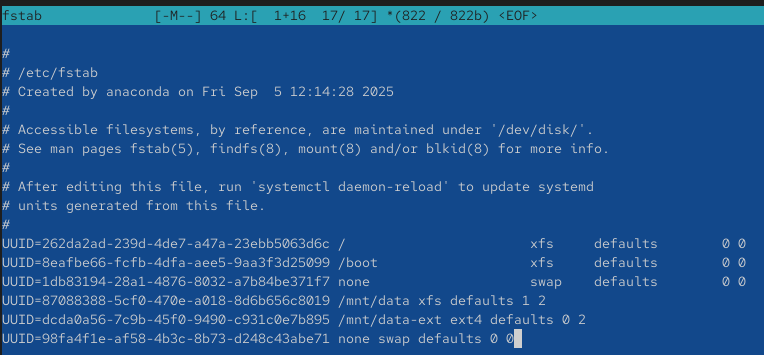 fstab [-M--] 64 L:[ 1+16 17/ 17] *(822 / 822b) <EOF>
#
# /etc/fstab
# Created by anaconda on Fri Sep  5 12:14:28 2025
#
# Accessible filesystems, by reference, are maintained under '/dev/disk/'.
# See man pages fstab(5), findfs(8), mount(8) and/or blkid(8) for more info.
#
# After editing this file, run 'systemctl daemon-reload' to update systemd
# units generated from this file.
#
UUID=262da2ad-239d-4de7-a47a-23ebb5063d6c / xfs defaults 0 0
UUID=8eafbe66-fcfb-4dfa-aee5-9aa3f3d25099 /boot xfs defaults 0 0
UUID=1db83194-28a1-4876-8032-a7b84be371f7 none swap defaults 0 0
UUID=87088388-5cf0-470e-a018-8d6b656c8019 /mnt/data xfs defaults 1 2
UUID=dcda0a56-7c9b-45f0-9490-c931c0e7b895 /mnt/data-ext ext4 defaults 0 2
UUID=98fa4f1e-af58-4b3c-8b73-d248c43abe71 none swap defaults 0 0